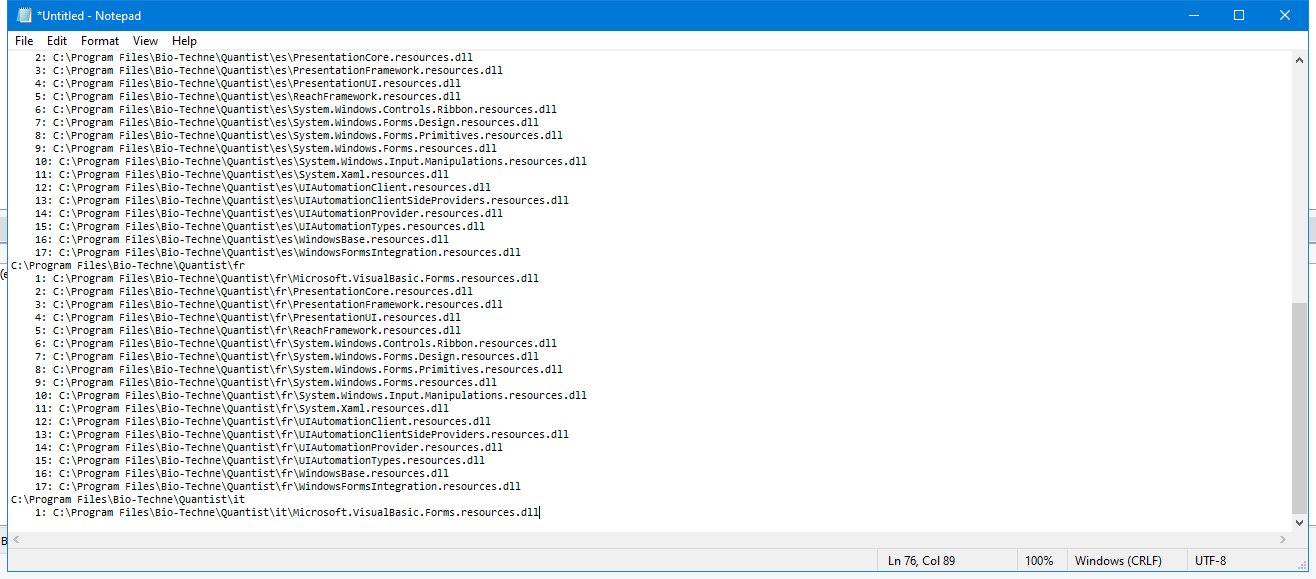 *Untitled - Notepad
File Edit Format View Help
2: C:\Program Files\Bio-Techne\Quantist\es\PresentationCore.resources.dll
3: C:\Program Files\Bio-Techne\Quantist\es\PresentationFramework.resources.dll
4: C:\Program Files\Bio-Techne\Quantist\es\PresentationUI.resources.dll
5: C:\Program Files\Bio-Techne\Quantist\es\ReachFramework.resources.dll
6: C:\Program Files\Bio-Techne\Quantist\es\System.Windows.Controls.Ribbon.resources.dll
7: C:\Program Files\Bio-Techne\Quantist\es\System.Windows.Forms.Design.resources.dll
8: C:\Program Files\Bio-Techne\Quantist\es\System.Windows.Forms.Primitives.resources.dll
9: C:\Program Files\Bio-Techne\Quantist\es\System.Windows.Forms.resources.dll
10: C:\Program Files\Bio-Techne\Quantist\es\System.Windows.Input.Manipulations.resources.dll
11: C:\Program Files\Bio-Techne\Quantist\es\System.Xaml.resources.dll
12: C:\Program Files\Bio-Techne\Quantist\es\UIAutomationClient.resources.dll
13: C:\Program Files\Bio-Techne\Quantist\es\UIAutomationClientSideProviders.resources.dll
14: C:\Program Files\Bio-Techne\Quantist\es\UIAutomationProvider.resources.dll
15: C:\Program Files\Bio-Techne\Quantist\es\UIAutomationTypes.resources.dll
16: C:\Program Files\Bio-Techne\Quantist\es\WindowsBase.resources.dll
17: C:\Program Files\Bio-Techne\Quantist\es\WindowsFormsIntegration.resources.dll
C:\Program Files\Bio-Techne\Quantist\fr
1: C:\Program Files\Bio-Techne\Quantist\fr\Microsoft.VisualBasic.Forms.resources.dll
2: C:\Program Files\Bio-Techne\Quantist\fr\PresentationCore.resources.dll
3: C:\Program Files\Bio-Techne\Quantist\fr\PresentationFramework.resources.dll
4: C:\Program Files\Bio-Techne\Quantist\fr\PresentationUI.resources.dll
5: C:\Program Files\Bio-Techne\Quantist\fr\ReachFramework.resources.dll
6: C:\Program Files\Bio-Techne\Quantist\fr\System.Windows.Controls.Ribbon.resources.dll
7: C:\Program Files\Bio-Techne\Quantist\fr\System.Windows.Forms.Design.resources.dll
8: C:\Program Files\Bio-Techne\Quantist\fr\System.Windows.Forms.Primitives.resources.dll
9: C:\Program Files\Bio-Techne\Quantist\fr\System.Windows.Forms.resources.dll
10: C:\Program Files\Bio-Techne\Quantist\fr\System.Windows.Input.Manipulations.resources.dll
11: C:\Program Files\Bio-Techne\Quantist\fr\System.Xaml.resources.dll
12: C:\Program Files\Bio-Techne\Quantist\fr\UIAutomationClient.resources.dll
13: C:\Program Files\Bio-Techne\Quantist\fr\UIAutomationClientSideProviders.resources.dll
14: C:\Program Files\Bio-Techne\Quantist\fr\UIAutomationProvider.resources.dll
15: C:\Program Files\Bio-Techne\Quantist\fr\UIAutomationTypes.resources.dll
16: C:\Program Files\Bio-Techne\Quantist\fr\WindowsBase.resources.dll
17: C:\Program Files\Bio-Techne\Quantist\fr\WindowsFormsIntegration.resources.dll
C:\Program Files\Bio-Techne\Quantist\it
1: C:\Program Files\Bio-Techne\Quantist\it\Microsoft.VisualBasic.Forms.resources.dll
Ln 76, Col 89 100% Windows (CRLF) UTF-8